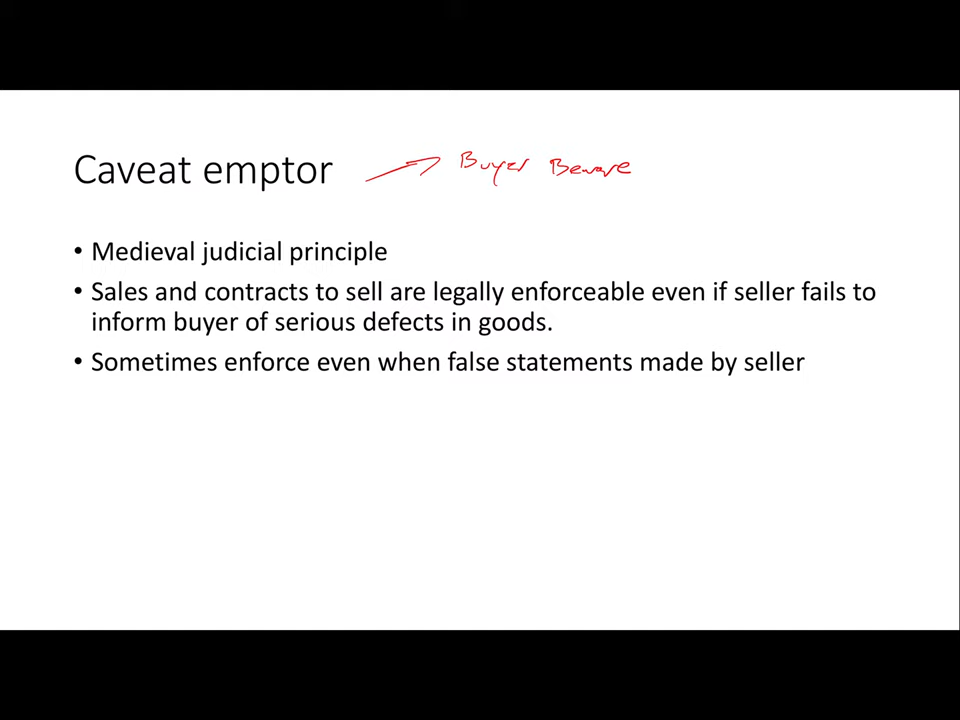 Caveat emptor Buyer Beware
• Medieval judicial principle
• Sales and contracts to sell are legally enforceable even if seller fails to
inform buyer of serious defects in goods.
• Sometimes enforce even when false statements made by seller